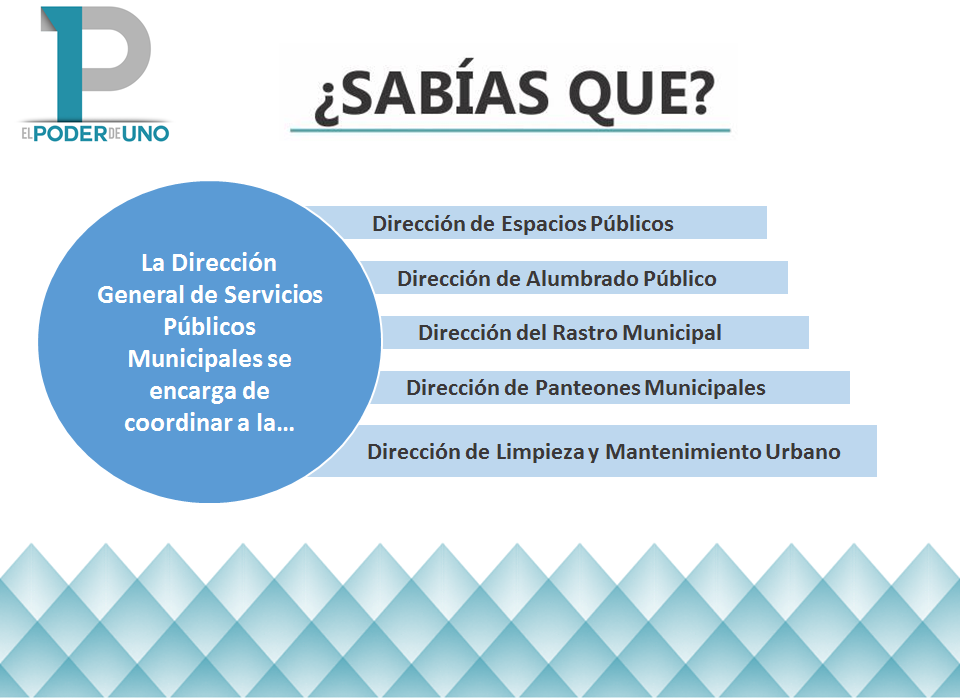 EL PODER DE UNO
¿SABÍAS QUE?
La Dirección
General de Servicios
Públicos
Municipales se
encarga de
coordinar a la...
Dirección de Espacios Públicos
Dirección de Alumbrado Público
Dirección del Rastro Municipal
Dirección de Panteones Municipales
Dirección de Limpieza y Mantenimiento Urbano